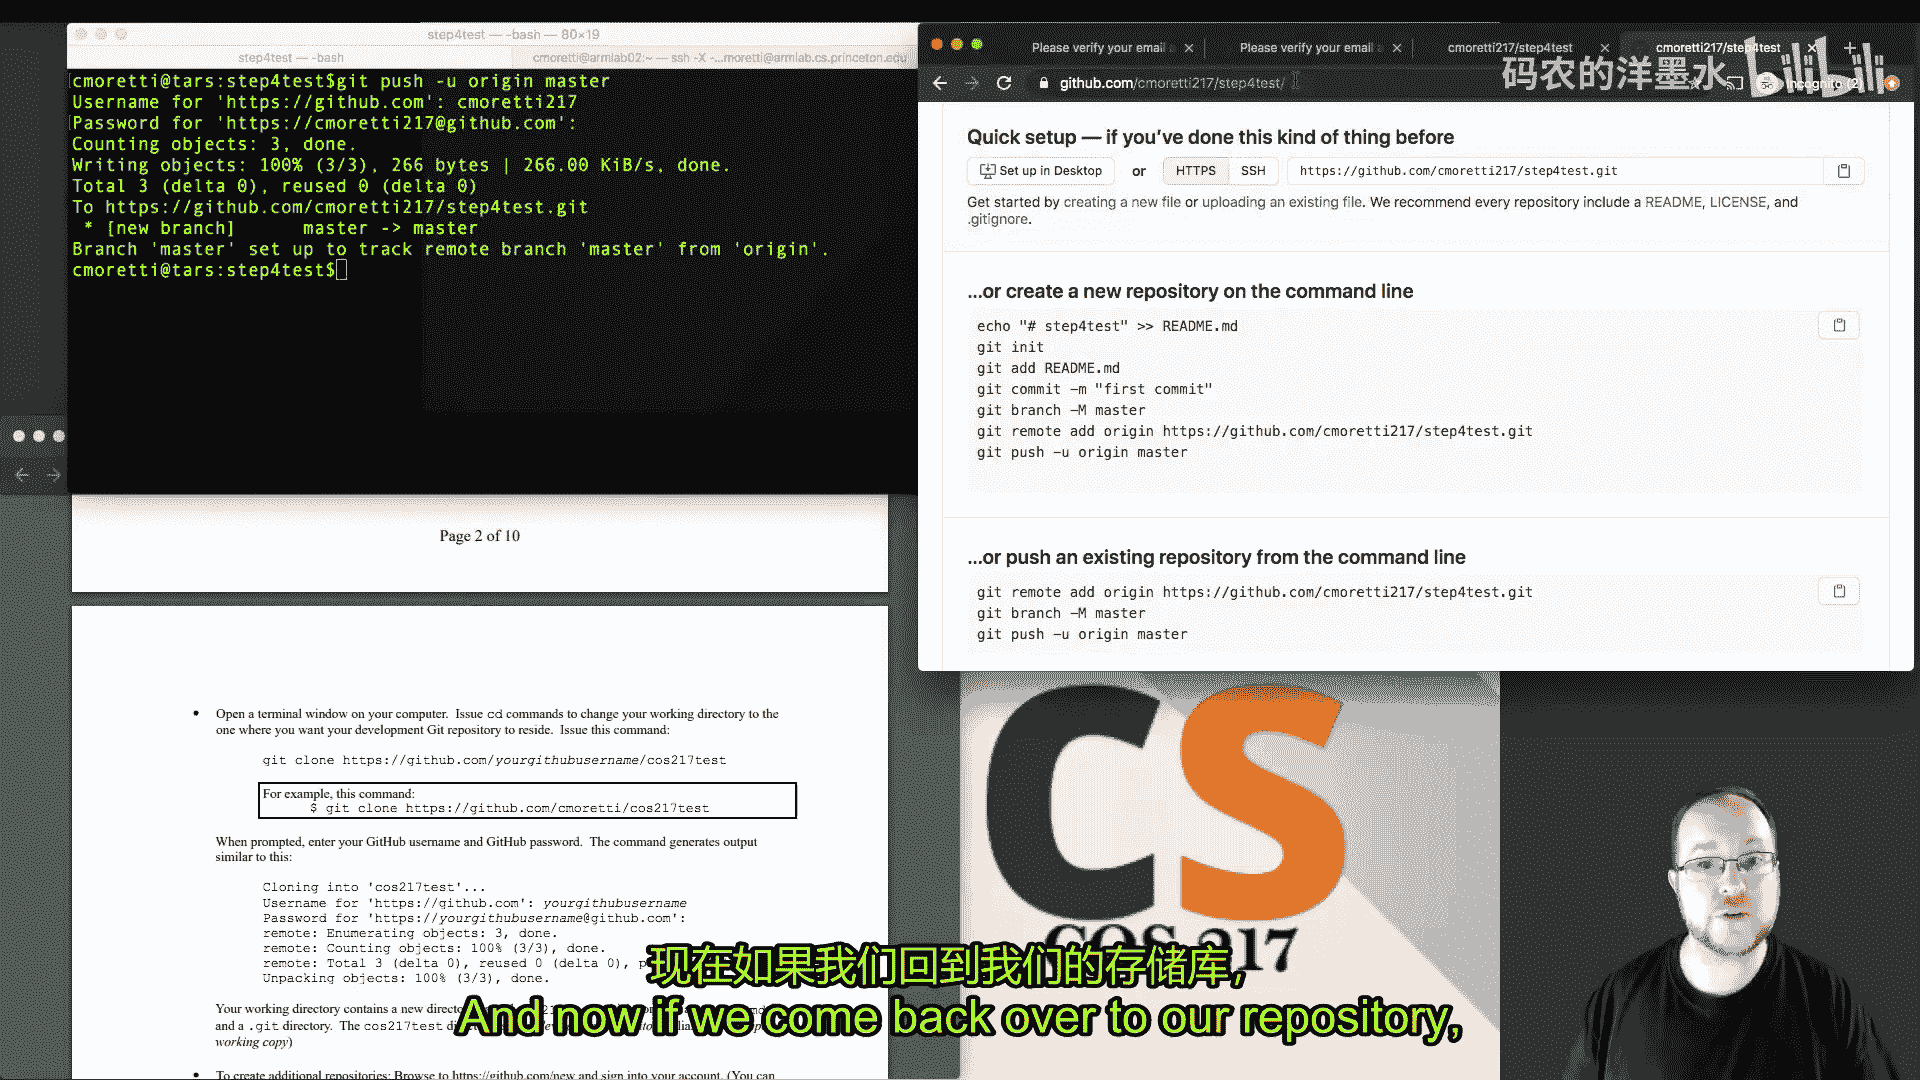 step4test — -bash — 80×19
step4test — -bash
cmoretti@armlab02:~ — ssh -X -...moretti@armlab.cs.princeton.edu
cmoretti@tars:step4test$git push -u origin master
Username for 'https://github.com': cmoretti217
Password for 'https://cmoretti217@github.com':
Counting objects: 3, done.
Writing objects: 100% (3/3), 266 bytes | 266.00 KiB/s, done.
Total 3 (delta 0), reused 0 (delta 0)
To https://github.com/cmoretti217/step4test.git
* [new branch] master -> master
Branch 'master' set up to track remote branch 'master' from 'origin'.
cmoretti@tars:step4test$
Please verify your email a
Please verify your email a
cmoretti217/step4test
cmoretti217/step4test
github.com/cmoretti217/step4test/
码农的洋墨水
bilibili
Incognito (2)
Quick setup — if you've done this kind of thing before
Set up in Desktop or HTTPS SSH https://github.com/cmoretti217/step4test.git
Get started by creating a new file or uploading an existing file. We recommend every repository include a README, LICENSE, and
.gitignore.
...or create a new repository on the command line
echo "# step4test" >> README.md
git init
git add README.md
git commit -m "first commit"
git branch -M master
git remote add origin https://github.com/cmoretti217/step4test.git
git push -u origin master
...or push an existing repository from the command line
git remote add origin https://github.com/cmoretti217/step4test.git
git branch -M master
git push -u origin master
Page 2 of 10
• Open a terminal window on your computer. Issue cd commands to change your working directory to the
one where you want your development Git repository to reside. Issue this command:
git clone https://github.com/yourgithubusername/cos217test
For example, this command:
$ git clone https://github.com/cmoretti/cos217test
When prompted, enter your GitHub username and GitHub password. The command generates output
similar to this:
Cloning into 'cos217test'...
Username for 'https://github.com': yourgithubusername
Password for 'https://yourgithubusername@github.com':
remote: Enumerating objects: 3, done.
remote: Counting objects: 100% (3/3), done.
remote: Total 3 (delta 0), reused 0 (delta 0), p
Unpacking objects: 100% (3/3), done.
Your working directory contains a new directo
and a .git directory. The cos217test di
working copy)
• To create additional repositories: Browse to https://github.com/new and sign into your account. (You can
CS
COS 217
现在如果我们回到我们的存储库,
And now if we come back over to our repository,